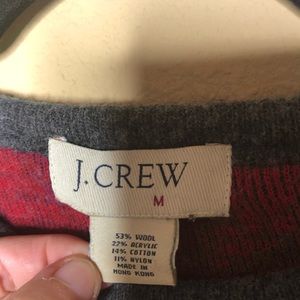 J.CREW
M
53% WOOL
22% ACRYLIC
14% COTTON
11% NYLON
MADE IN
HONG KONG